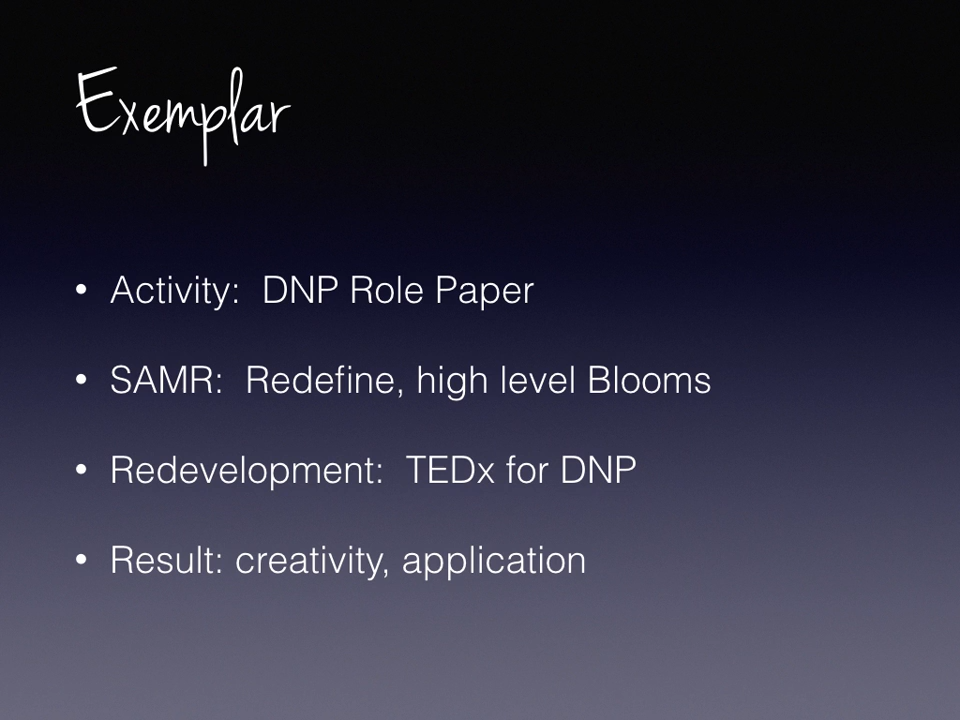 Exemplar
• Activity:  DNP Role Paper
• SAMR:  Redefine, high level Blooms
• Redevelopment:  TEDx for DNP
• Result: creativity, application